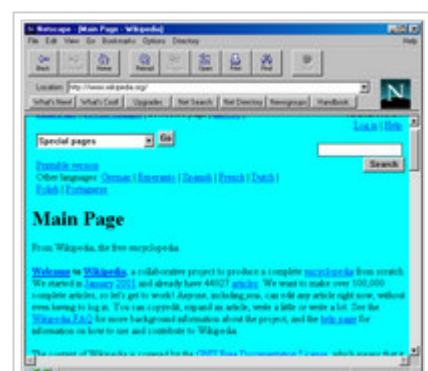 Netscape - [Main Page - Wikipedia]
File Edit View Go Bookmarks Options Directory Help
Back Home Reload Open Print Find
Location: http://www.wikipedia.org/
What's New! What's Cool! Upgrades Net Search Net Directory Newsgroups Handbook
N
Log in | Help
Special pages Go
Printable version Search
Other languages: German | Esperanto | Spanish | French | Dutch |
Polish | Portuguese
Main Page
From Wikipedia, the free encyclopedia
Welcome to Wikipedia, a collaborative project to produce a complete encyclopedia from scratch.
We started in January 2001 and already have 44027 articles. We want to make over 100,000
complete articles, so let's get to work! Anyone, including you, can edit any article right now, without
even having to log in. You can copyedit, expand an article, write a little or write a lot. See the
Wikipedia FAQ for more background information about the project, and the help page for
information on how to use and contribute to Wikipedia.
The content of Wikipedia is covered by the GNU Free Documentation License, which means that it